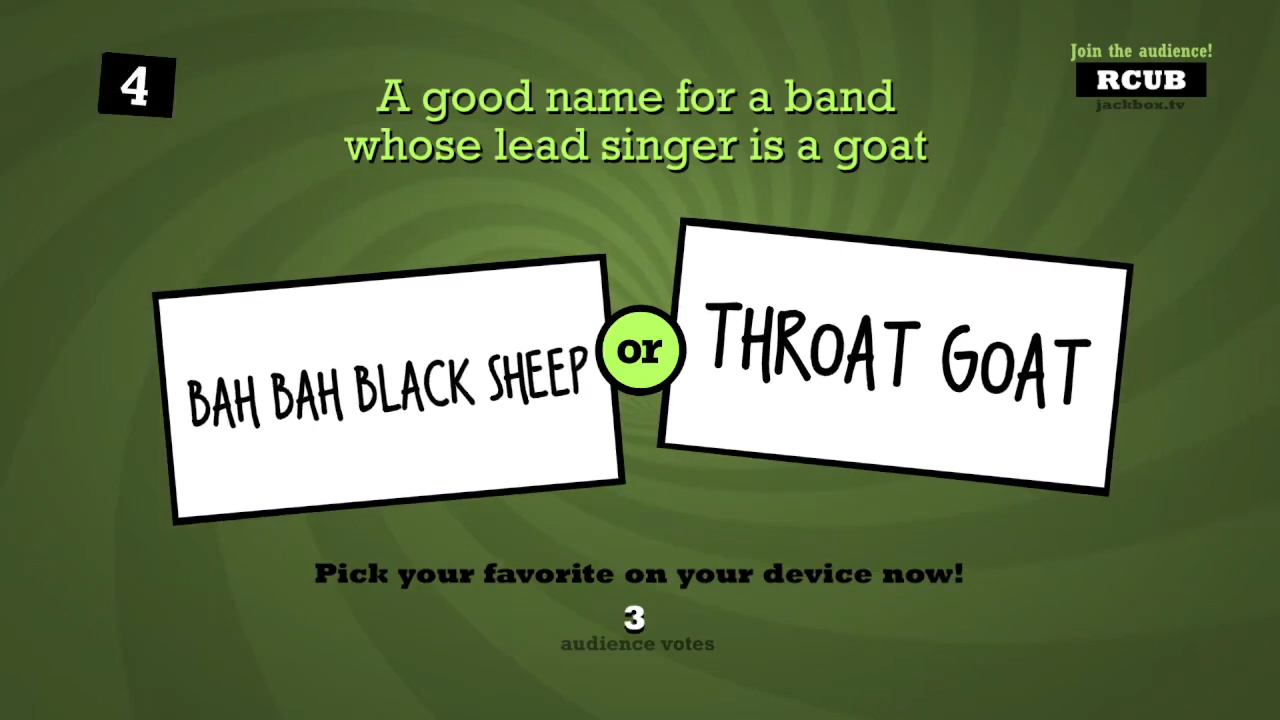 4
Join the audience!
RCUB
jackbox.tv
A good name for a band
whose lead singer is a goat
BAH BAH BLACK SHEEP
or
THROAT GOAT
Pick your favorite on your device now!
3
audience votes